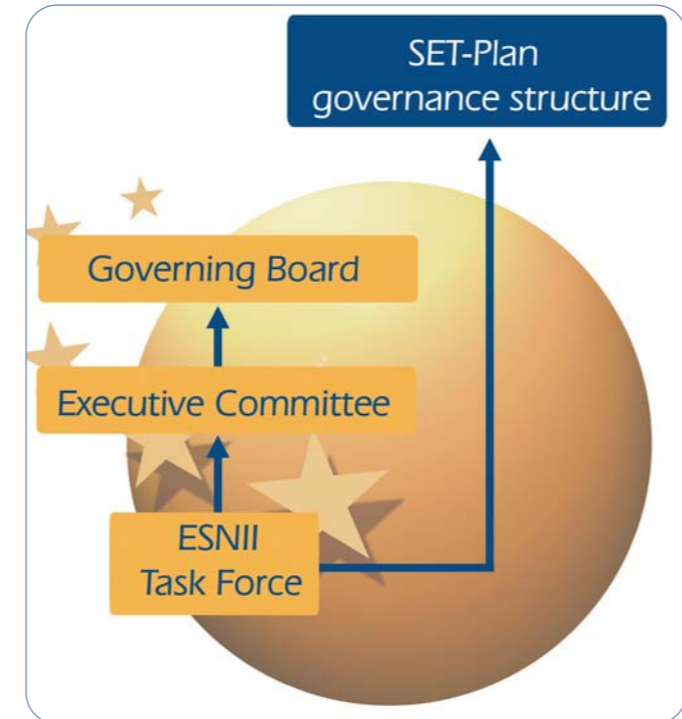 SET-Plan
governance structure
Governing Board
Executive Committee
ESNII
Task Force